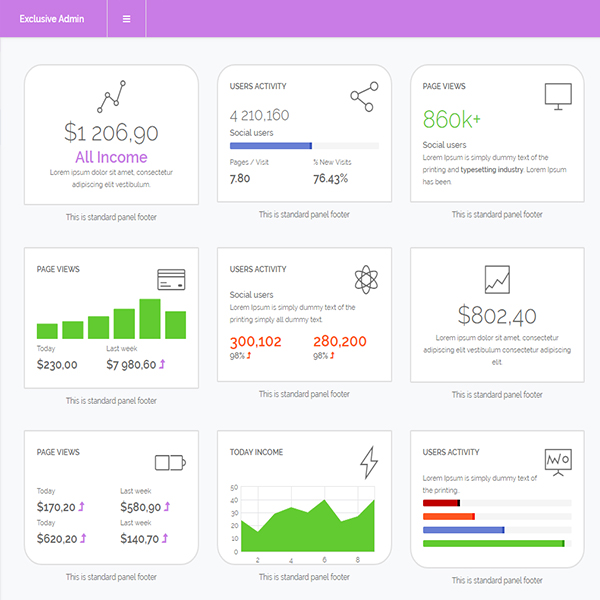 Exclusive Admin
$1 206,90
All Income
Lorem ipsum dolor sit amet, consectetur
adipiscing elit vestibulum.
This is standard panel footer
USERS ACTIVITY
4 210,160
Social users
Pages / Visit
% New Visits
7.80
76.43%
This is standard panel footer
PAGE VIEWS
860k+
Social users
Lorem Ipsum is simply dummy text of the
printing and typesetting industry. Lorem Ipsum
has been.
This is standard panel footer
PAGE VIEWS
Today
Last week
$230,00
$7 980,60
This is standard panel footer
USERS ACTIVITY
Social users
Lorem Ipsum is simply dummy text of the
printing simply all dummy text.
300,102
280,200
98%
98%
This is standard panel footer
$802,40
Lorem ipsum dolor sit amet, consectetur
adipiscing elit vestibulum consectetur adipiscing
elit
This is standard panel footer
PAGE VIEWS
Today
Last week
$170,20
$580,90
Today
Last week
$620,20
$140,70
This is standard panel footer
TODAY INCOME
50
40
30
20
10
0
2
4
6
8
This is standard panel footer
USERS ACTIVITY
Lorem Ipsum is simply dummy text of
the printing.
This is standard panel footer